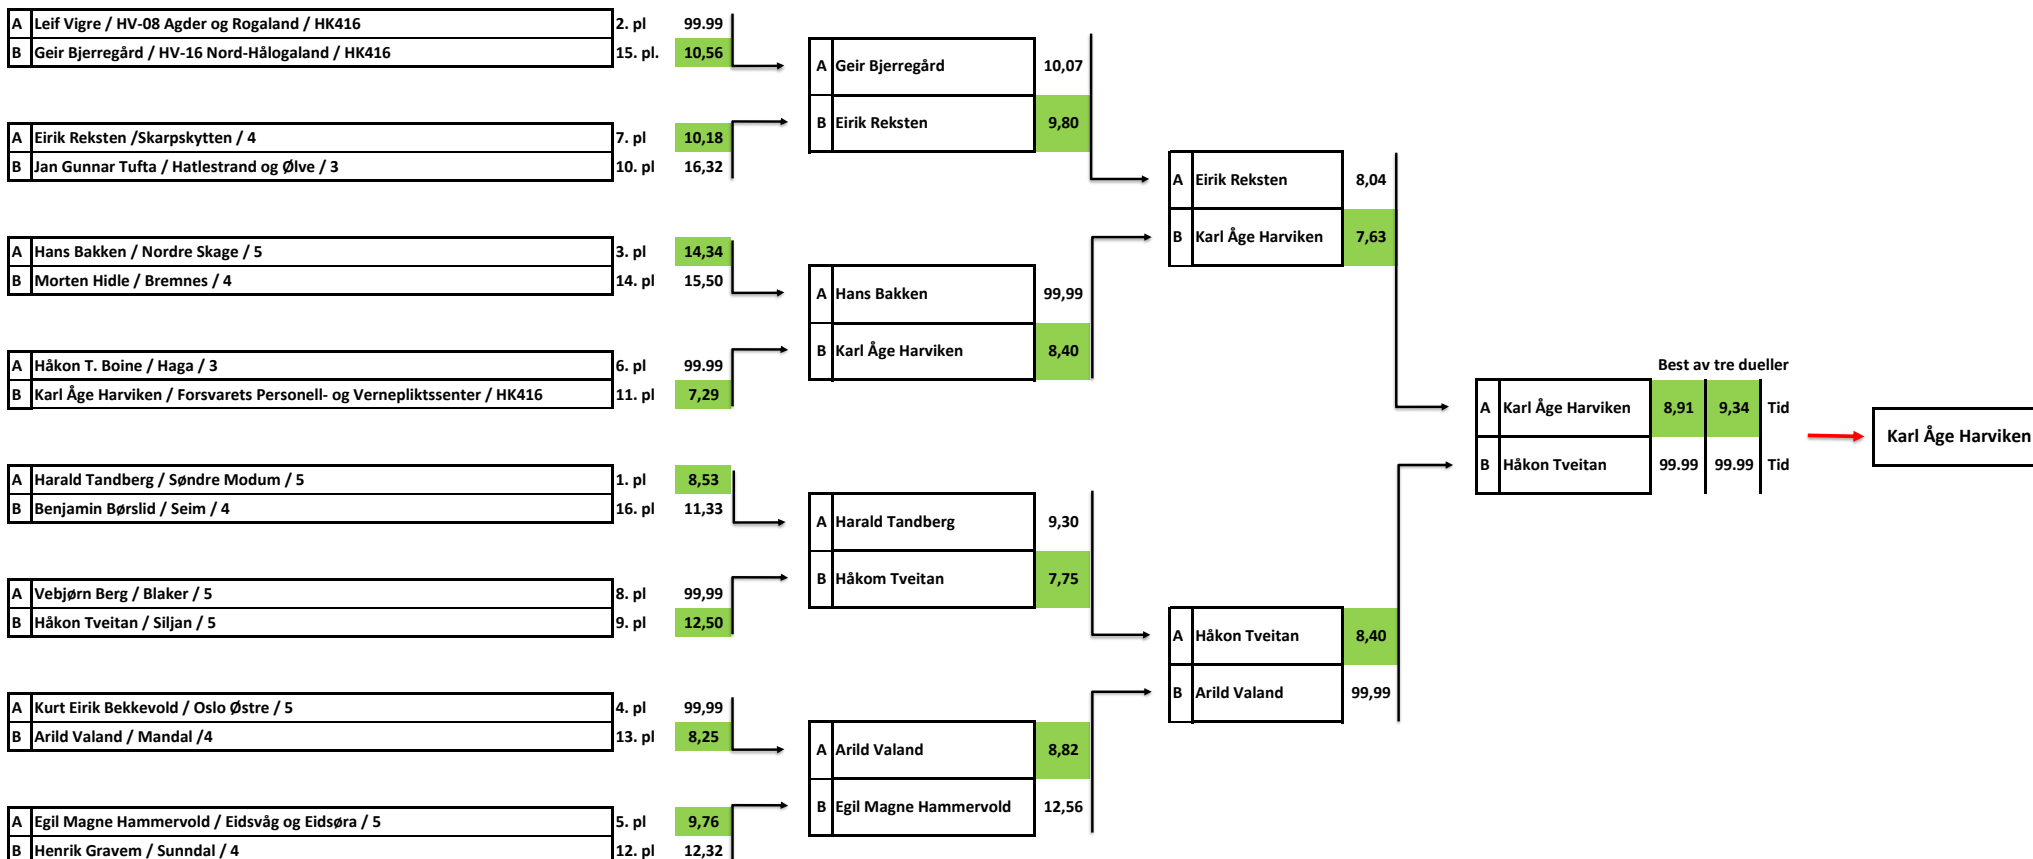 A Leif Vigre / HV-08 Agder og Rogaland / HK416 2. pl 99.99
B Geir Bjerregård / HV-16 Nord-Hålogaland / HK416 15. pl. 10,56
A Eirik Reksten /Skarpskytten / 4 7. pl 10,18
B Jan Gunnar Tufta / Hatlestrand og Ølve / 3 10. pl 16,32
A Hans Bakken / Nordre Skage / 5 3. pl 14,34
B Morten Hidle / Bremnes / 4 14. pl 15,50
A Håkon T. Boine / Haga / 3 6. pl 99.99
B Karl Åge Harviken / Forsvarets Personell- og Vernepliktssenter / HK416 11. pl 7,29
A Harald Tandberg / Søndre Modum / 5 1. pl 8,53
B Benjamin Børslid / Seim / 4 16. pl 11,33
A Vebjørn Berg / Blaker / 5 8. pl 99,99
B Håkon Tveitan / Siljan / 5 9. pl 12,50
A Kurt Eirik Bekkevold / Oslo Østre / 5 4. pl 99,99
B Arild Valand / Mandal /4 13. pl 8,25
A Egil Magne Hammervold / Eidsvåg og Eidsøra / 5 5. pl 9,76
B Henrik Gravem / Sunndal / 4 12. pl 12,32
A Geir Bjerregård 10,07
B Eirik Reksten 9,80
A Hans Bakken 99,99
B Karl Åge Harviken 8,40
A Harald Tandberg 9,30
B Håkom Tveitan 7,75
A Arild Valand 8,82
B Egil Magne Hammervold 12,56
A Eirik Reksten 8,04
B Karl Åge Harviken 7,63
A Håkon Tveitan 8,40
B Arild Valand 99,99
Best av tre dueller
A Karl Åge Harviken 8,91 9,34 Tid
B Håkon Tveitan 99.99 99.99 Tid
Karl Åge Harviken